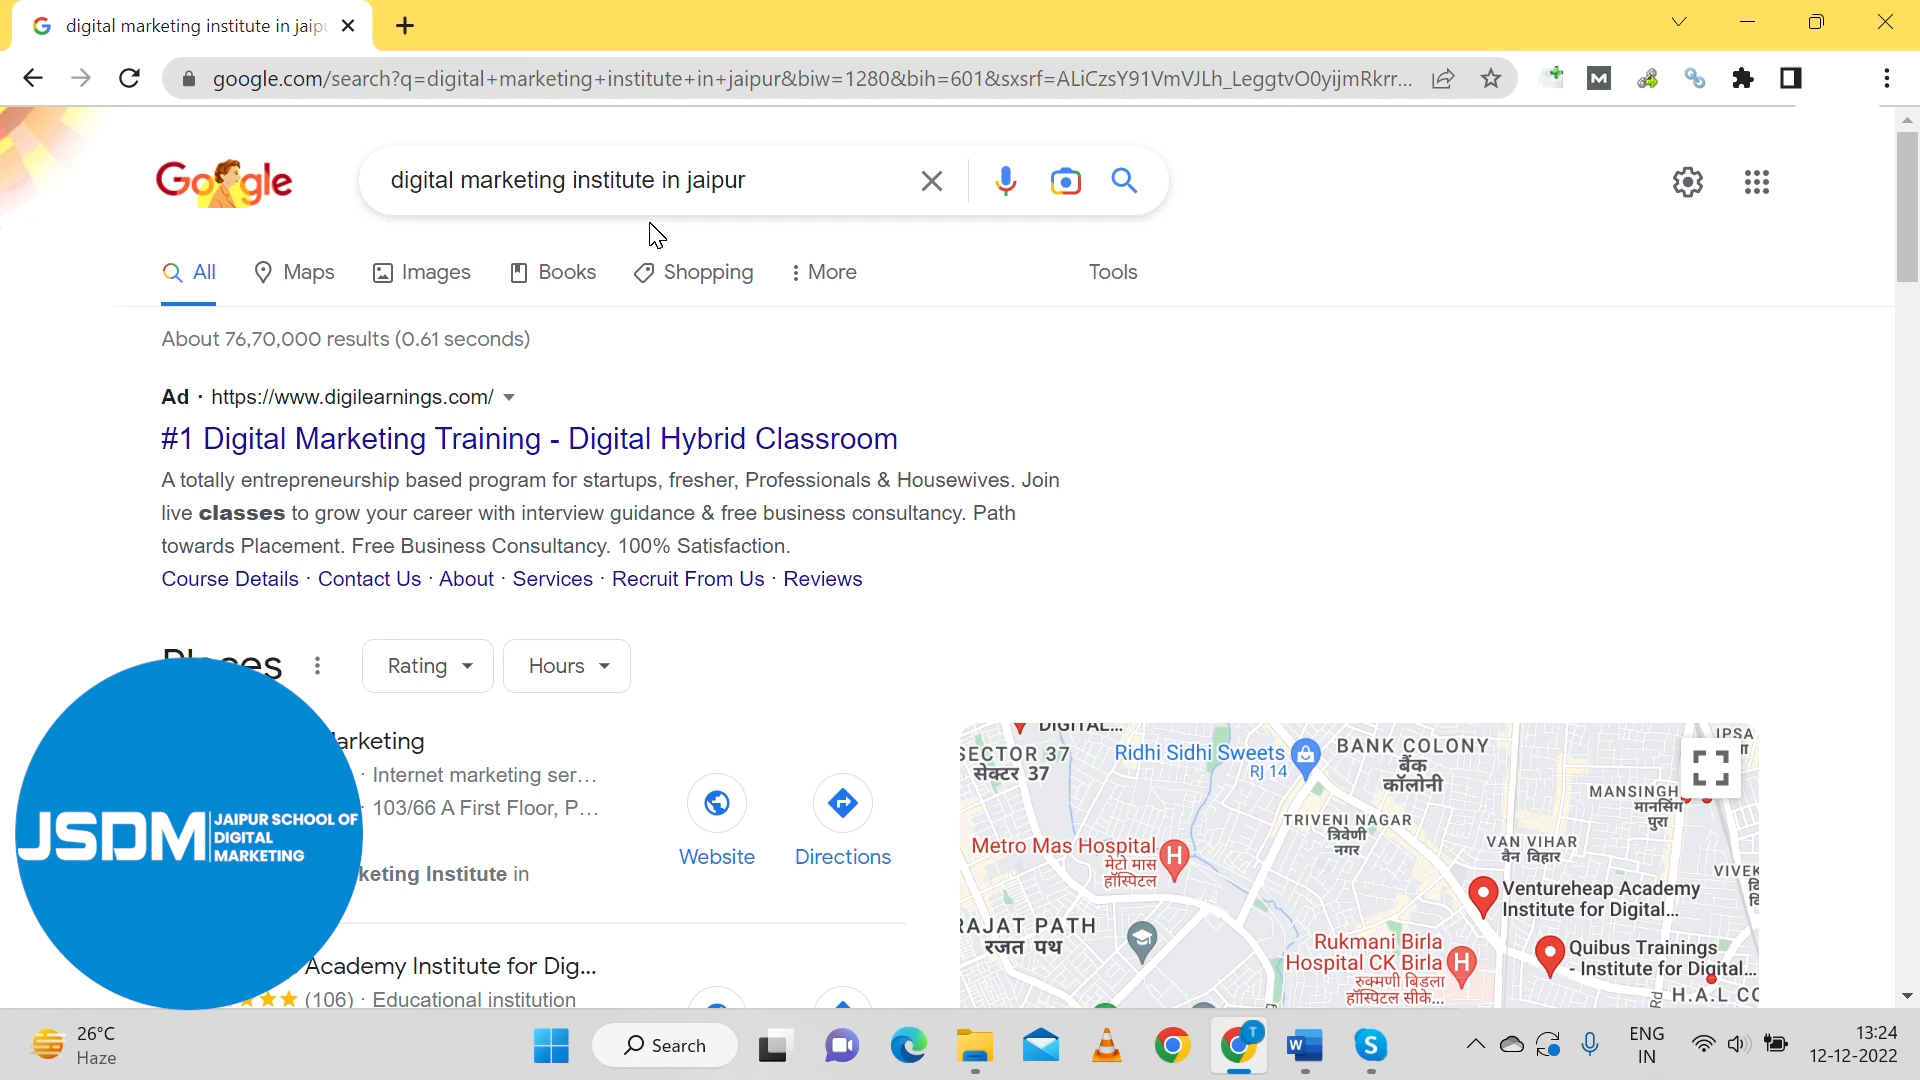 digital marketing institute in jaip
google.com/search?q=digital+marketing+institute+in+jaipur&biw=1280&bih=601&sxsrf=ALiCzsY91VmVJLh_LeggtvO0yijmRkrr...
Google
digital marketing institute in jaipur
All
Maps
Images
Books
Shopping
More
Tools
About 76,70,000 results (0.61 seconds)
Ad · https://www.digilearnings.com/
#1 Digital Marketing Training - Digital Hybrid Classroom
A totally entrepreneurship based program for startups, fresher, Professionals & Housewives. Join
live classes to grow your career with interview guidance & free business consultancy. Path
towards Placement. Free Business Consultancy. 100% Satisfaction.
Course Details · Contact Us · About · Services · Recruit From Us · Reviews
Places
Rating
Hours
arketing
· Internet marketing ser...
· 103/66 A First Floor, P...
keting Institute in
Website
Directions
Academy Institute for Dig...
(106) · Educational institution
JSDM
JAIPUR SCHOOL OF
DIGITAL
MARKETING
DIGITAL...
SECTOR 37
सेक्टर 37
Ridhi Sidhi Sweets
RJ 14
BANK COLONY
बैंक
कॉलोनी
IPSA
MANSINGH
मानसिंग
पुरा
TRIVENI NAGAR
त्रिवेणी
नगर
VAN VIHAR
वैन विहार
Metro Mas Hospital
मेट्रो मास
हॉस्पिटल
VIVEK
Ventureheap Academy
Institute for Digital...
RAJAT PATH
रजत पथ
Rukmani Birla
Hospital CK Birla
रुक्मणी बिड़ला
हॉस्पिटल सीके...
Quibus Trainings
- Institute for Digital...
Rd
H.A.L CO
26°C
Haze
Search
ENG
IN
13:24
12-12-2022